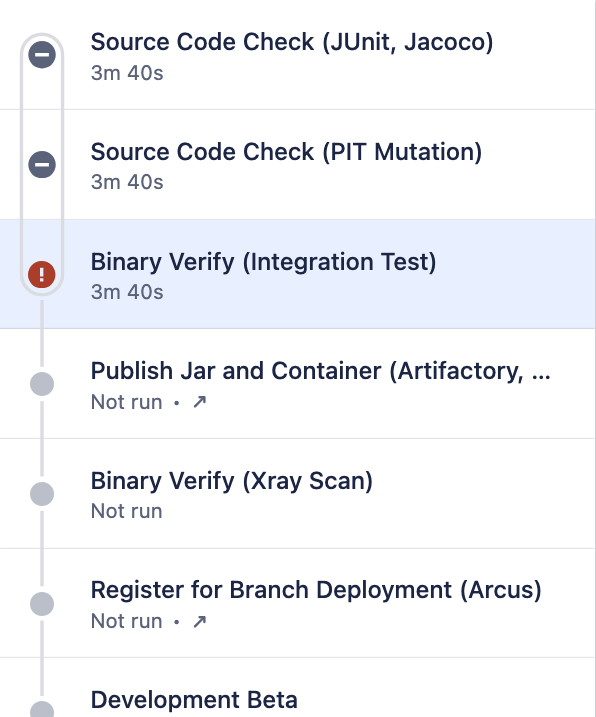 Source Code Check (JUnit, Jacoco)
3m 40s
Source Code Check (PIT Mutation)
3m 40s
Binary Verify (Integration Test)
3m 40s
Publish Jar and Container (Artifactory, ...
Not run • ↗
Binary Verify (Xray Scan)
Not run
Register for Branch Deployment (Arcus)
Not run • ↗
Development Beta